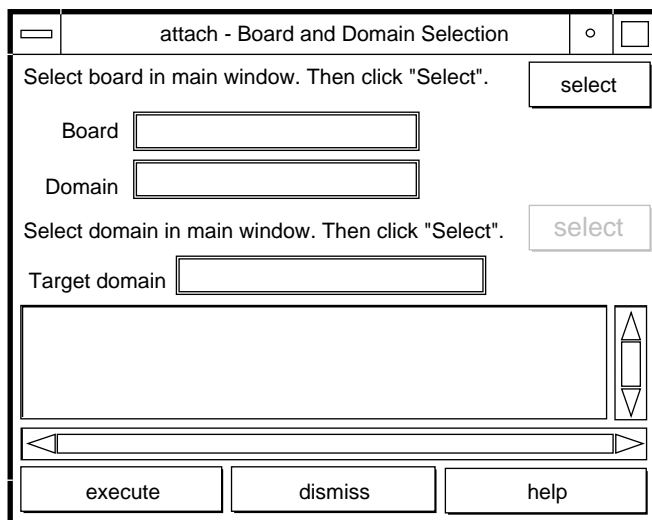 attach - Board and Domain Selection
Select board in main window. Then click "Select".
select
Board
Domain
Select domain in main window. Then click "Select".
select
Target domain
execute
dismiss
help